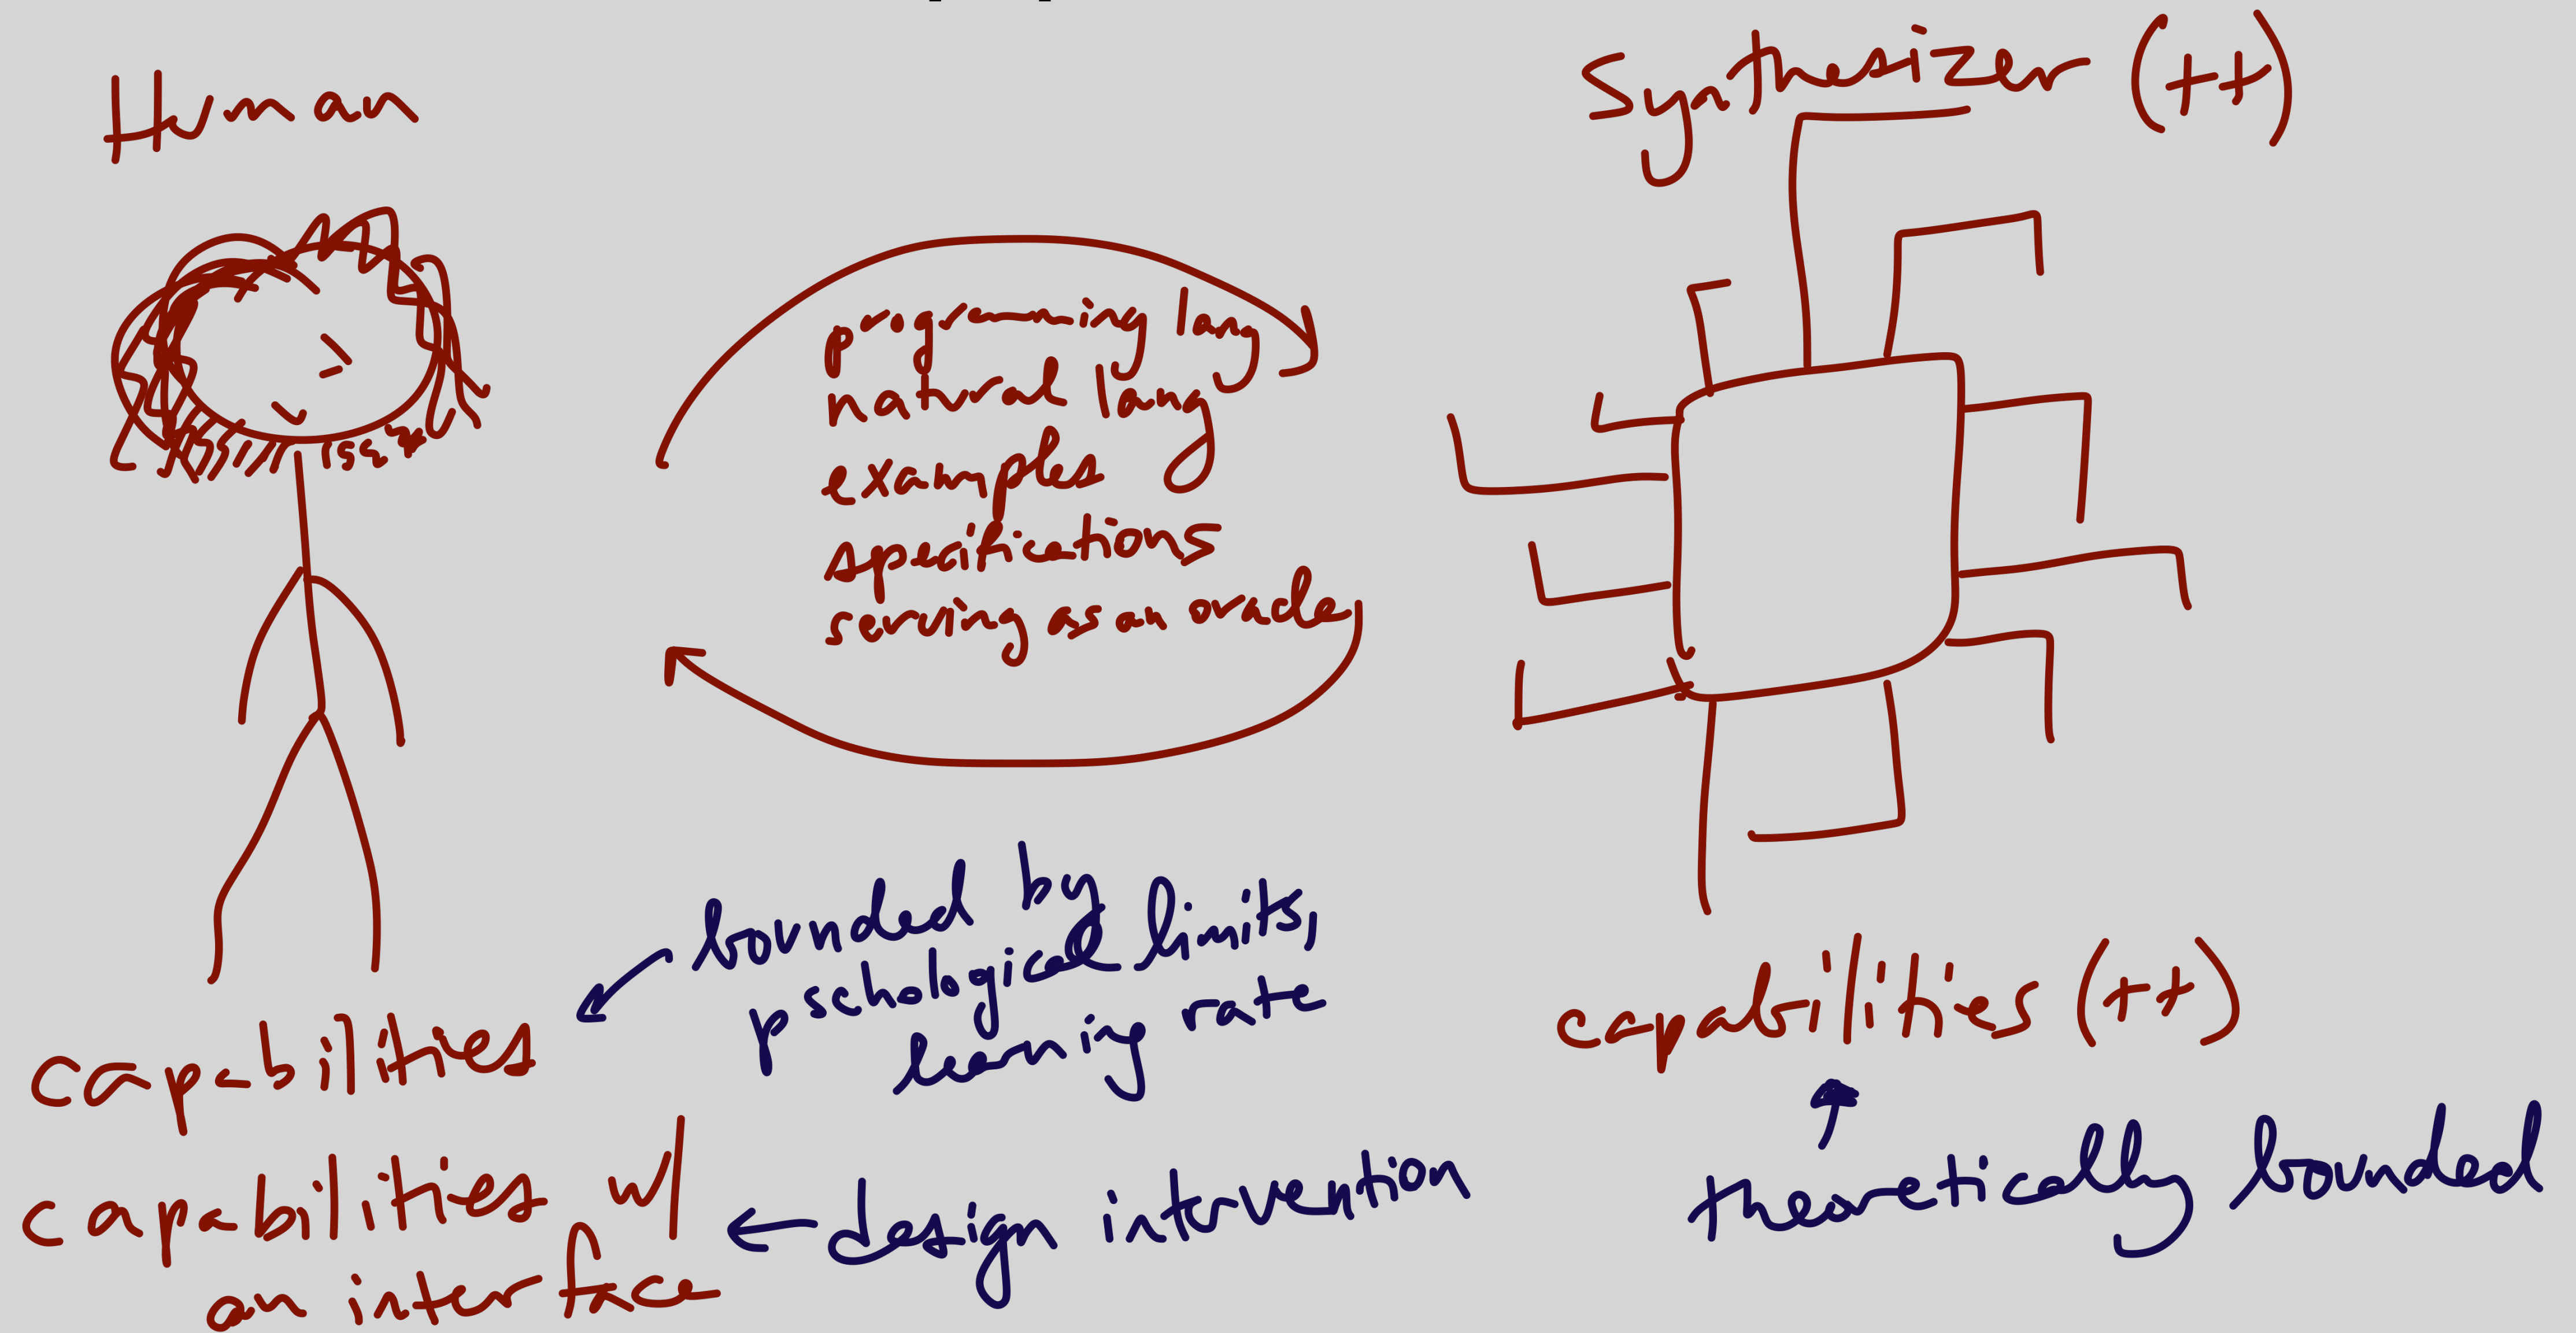 Human
Synthesizer (++)
programming lang
natural lang
examples
specifications
serving as an oracle
bounded by
pschological limits,
learning rate
capabilities
capabilities w/
an interface
design intervention
capabilities (++)
theoretically bounded